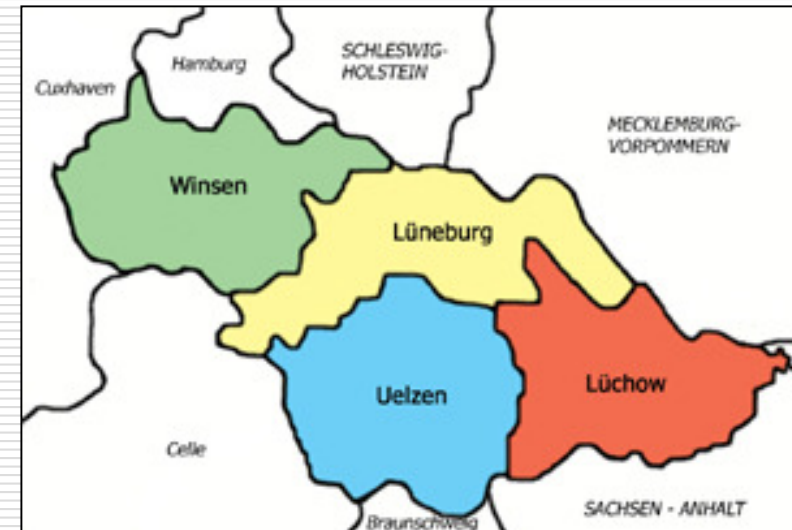 Cuxhaven
Hamburg
SCHLESWIG-
HOLSTEIN
MECKLEMBURG-
VORPOMMERN
Winsen
Lüneburg
Uelzen
Lüchow
Celle
Braunschweig
SACHSEN - ANHALT